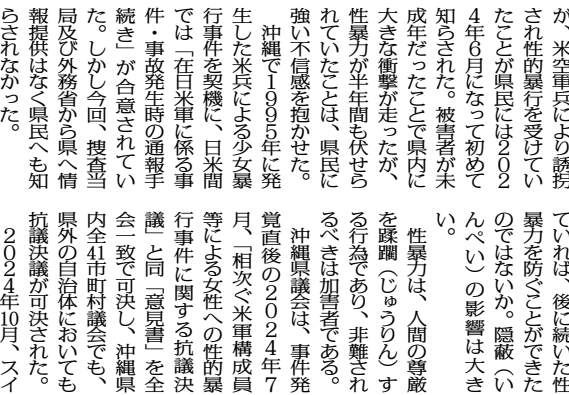 が、米空軍兵により誘拐
され性的暴行を受けてい
たことが県民には202
4年6月になって初めて
知らされた。被害者が未
成年だったことで県内に
大きな衝撃が走ったが、
性暴力が半年間も伏せら
れていたことは、県民に
強い不信感を抱かせた。
沖縄で1995年に発
生した米兵による少女暴
行事件を契機に、日米間
では「在日米軍に係る事
件・事故発生時の通報手
続き」が合意されてい
た。しかし今回、捜査当
局及び外務省から県へ情
報提供はなく県民へも知
らされなかった。
ていれば、後に続いた性
暴力を防ぐことができた
のではないか。隠蔽（い
んぺい）の影響は大き
い。
性暴力は、人間の尊厳
を蹂躙（じゅうりん）す
る行為であり、非難され
るべきは加害者である。
沖縄県議会は、事件発
覚直後の2024年7
月、「相次ぐ米軍構成員
等による女性への性的暴
行事件に関する抗議決
議」と同「意見書」を全
会一致で可決し、沖縄県
内全41市町村議会でも、
県外の自治体においても
抗議決議が可決された。
2024年10月、スイ